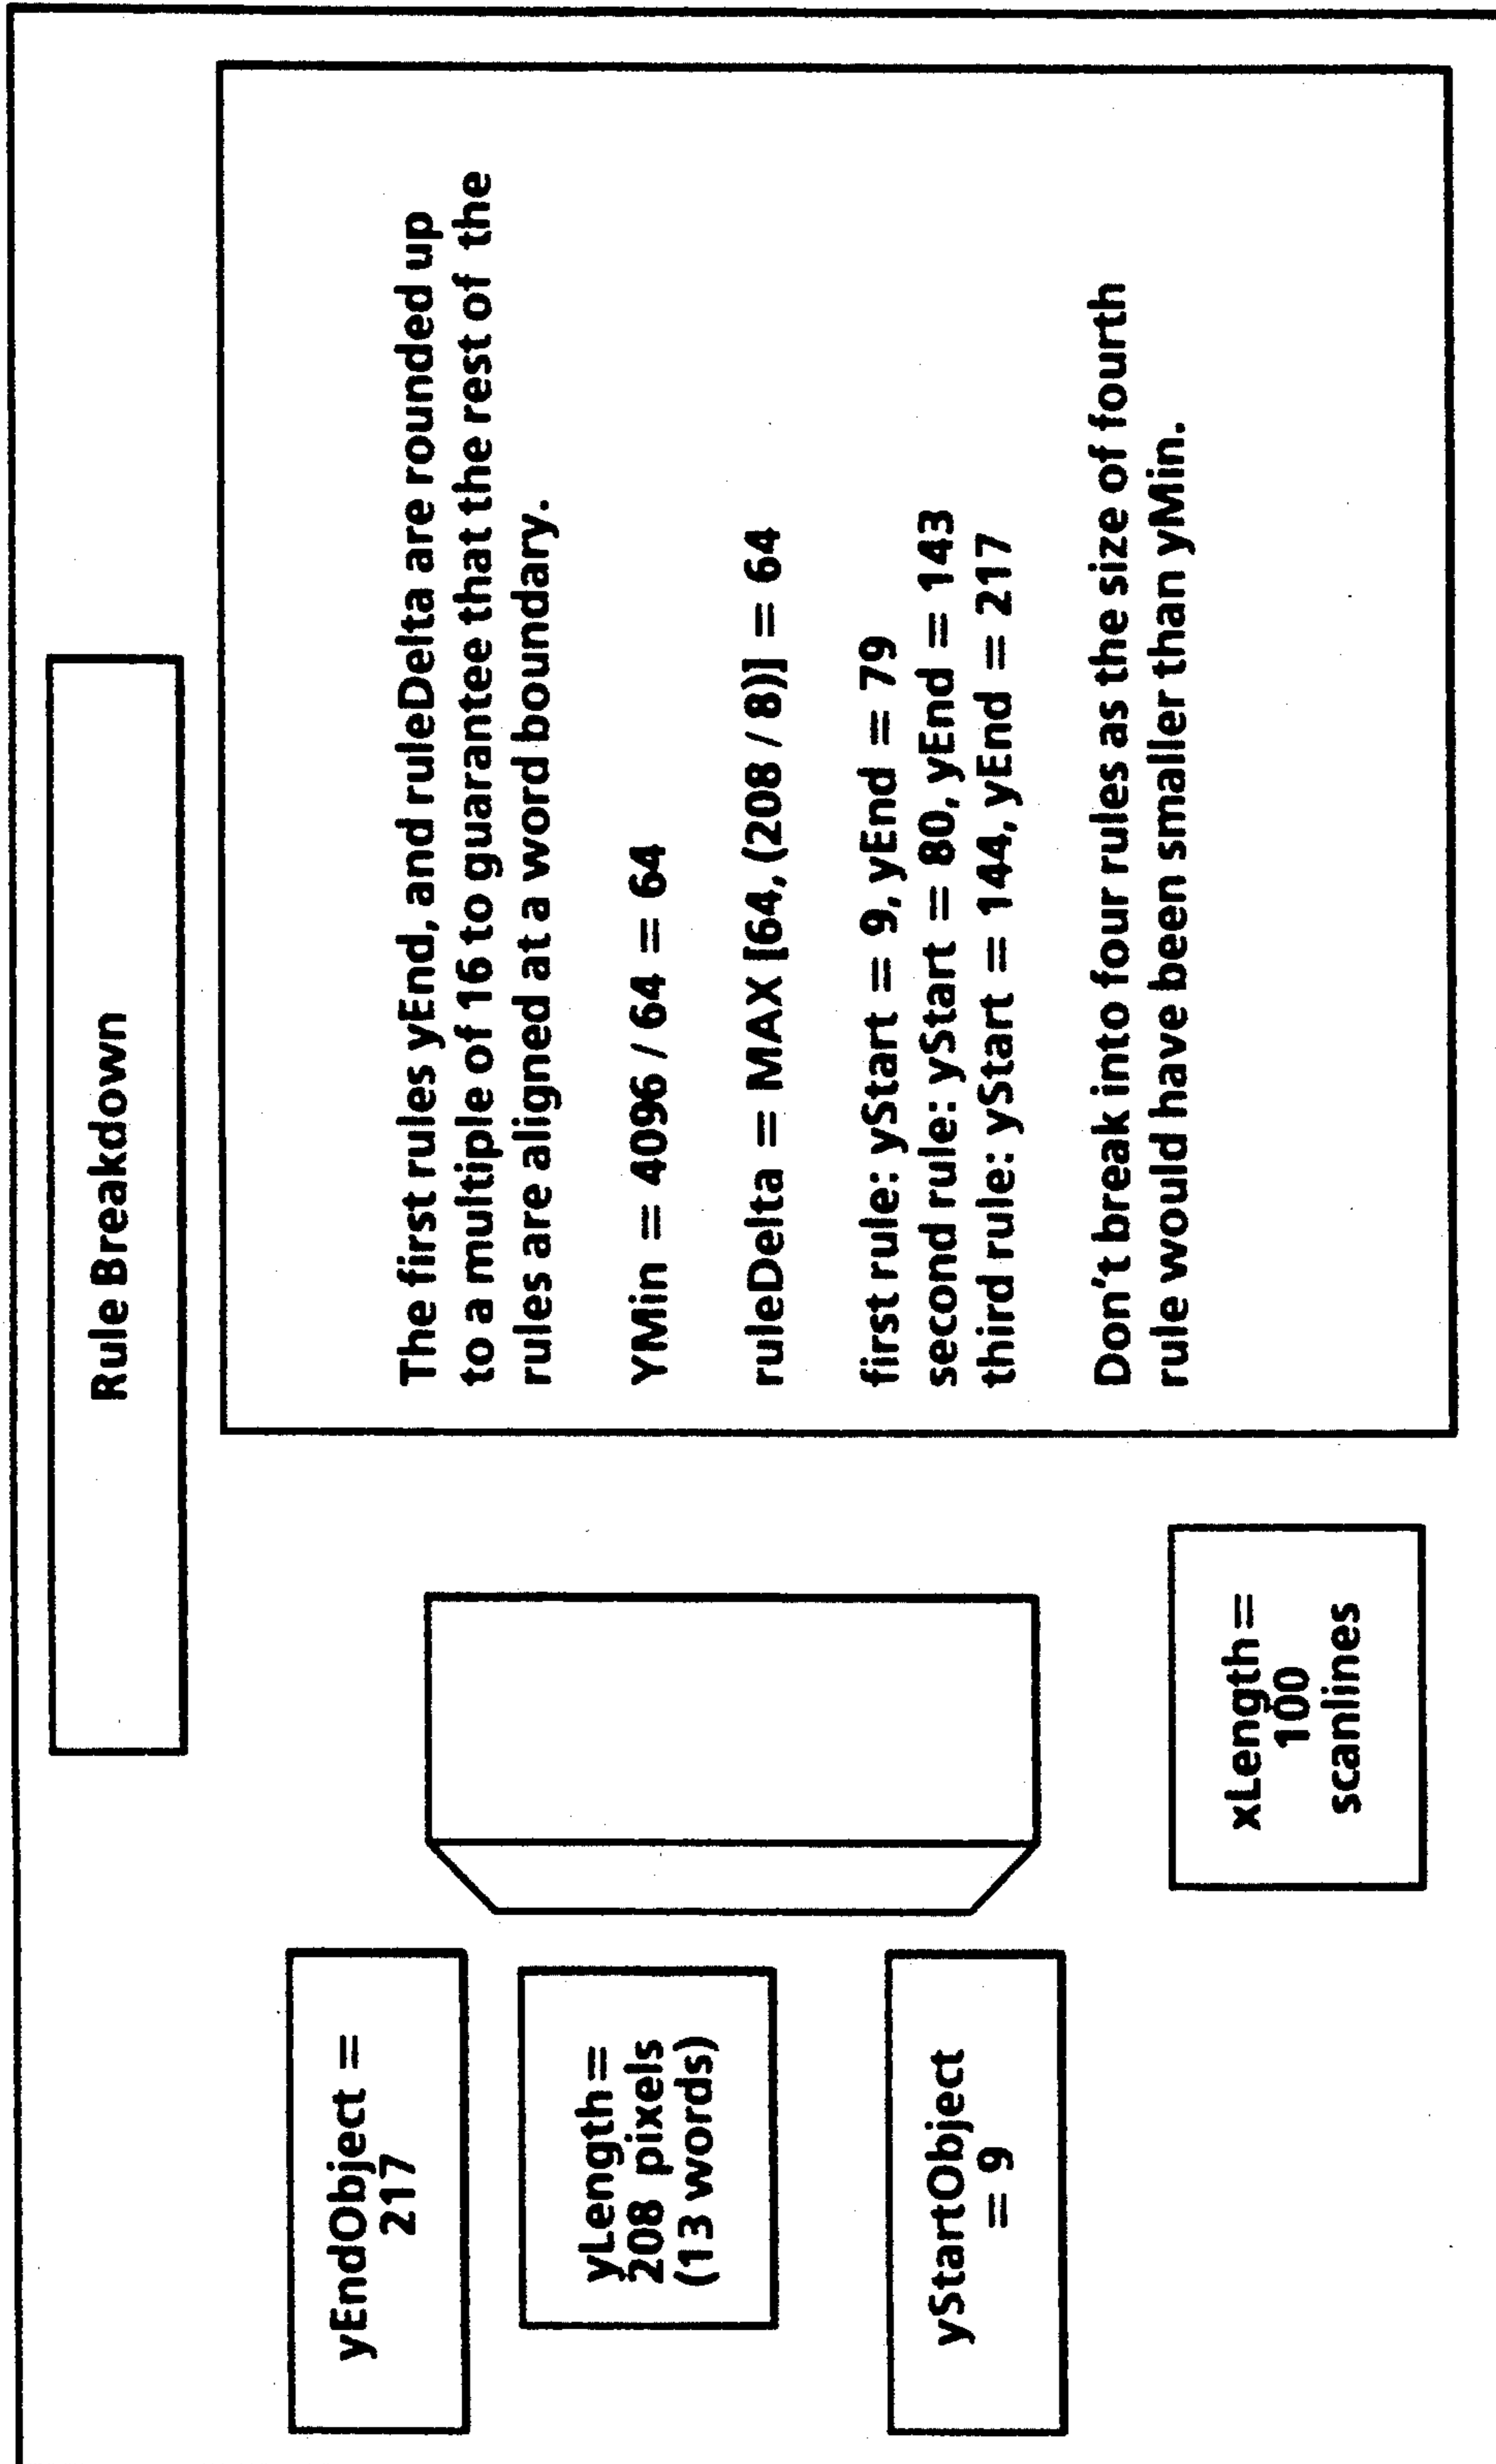 Rule Breakdown
yEndObject =
217
yLength=
208 pixels
(13 words)
yStartObject
= 9
xLength=
100
scanlines
The first rules yEnd, and ruleDelta are rounded up
to a multiple of 16 to guarantee that the rest of the
rules are aligned at a word boundary.
YMin = 4096 / 64 = 64
ruleDelta = MAX [64, (208 / 8)] = 64
first rule: yStart = 9, yEnd = 79
second rule: yStart = 80, yEnd = 143
third rule: yStart = 144, yEnd = 217
Don't break into four rules as the size of fourth
rule would have been smaller than yMin.